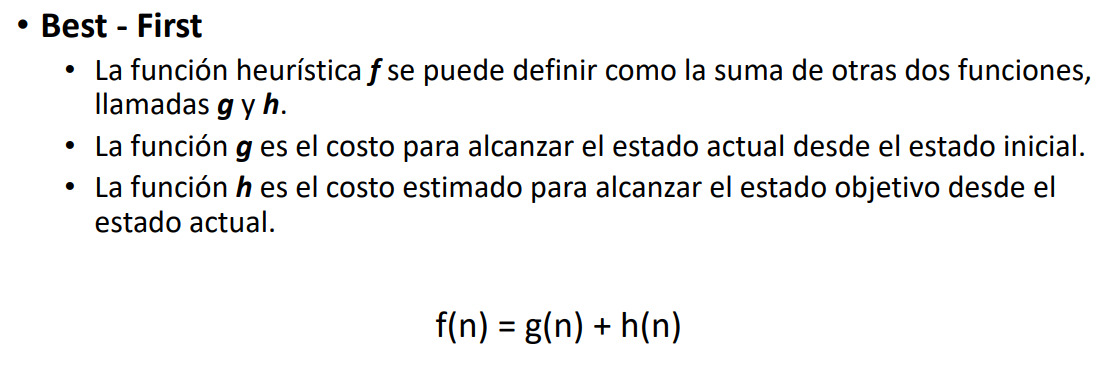 • Best - First
• La función heurística f se puede definir como la suma de otras dos funciones,
llamadas g y h.
• La función g es el costo para alcanzar el estado actual desde el estado inicial.
• La función h es el costo estimado para alcanzar el estado objetivo desde el
estado actual.
f(n) = g(n) + h(n)